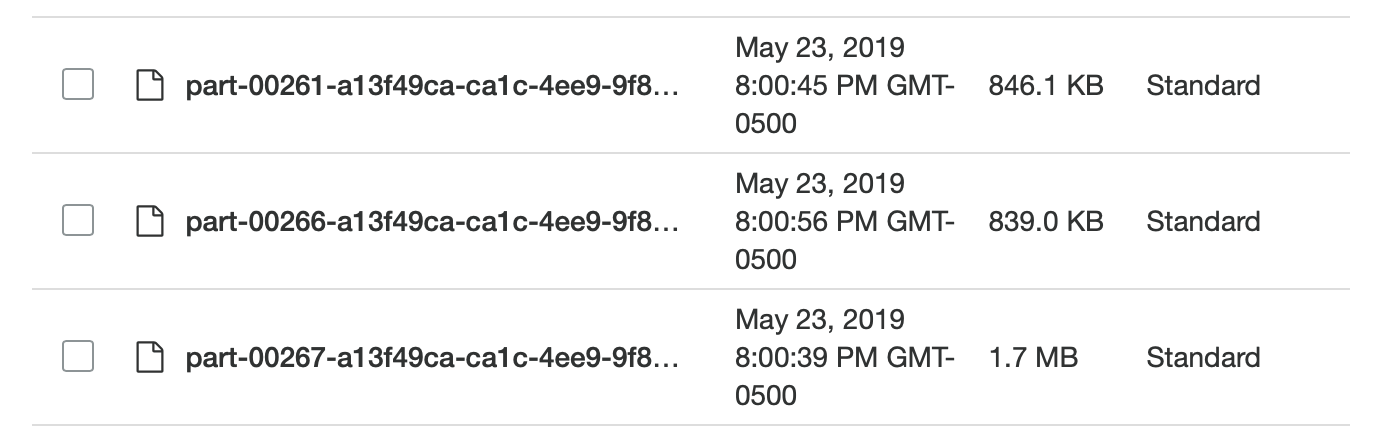 May 23, 2019
part-00261-a13f49ca-ca1c-4ee9-9f8... 8:00:45 PM GMT- 846.1 KB Standard
0500
May 23, 2019
part-00266-a13f49ca-ca1c-4ee9-9f8... 8:00:56 PM GMT- 839.0 KB Standard
0500
May 23, 2019
part-00267-a13f49ca-ca1c-4ee9-9f8... 8:00:39 PM GMT- 1.7 MB Standard
0500